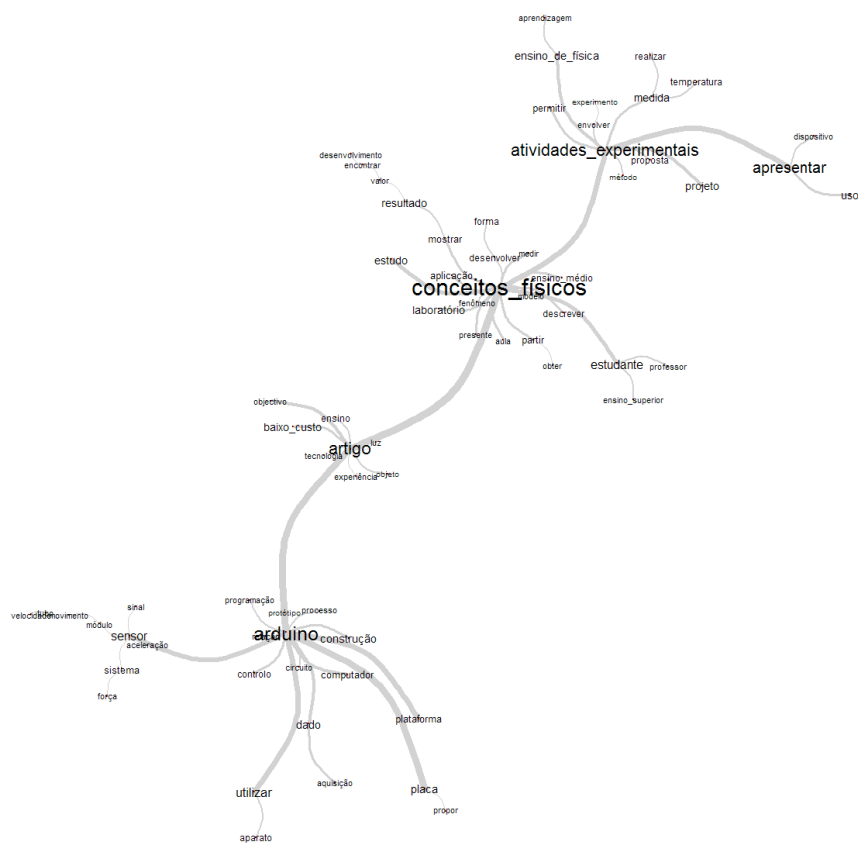 aprendizagem
ensino_de_física
realizar
temperatura
medida
experimento
permitir
envolver
dispositivo
atividades_experimentais
proposta
apresentar
método
projeto
uso
desenvolvimento
encontrar
valor
resultado
forma
mostrar
desenvolver
medir
estudo
aplicação
ensino_médio
conceitos_físicos
modelo
fenômeno
laboratório
descrever
presente
aula
partir
obter
estudante
professor
ensino_superior
objectivo
ensino
baixo_custo
luz
artigo
tecnologia
experiência
objeto
programação
protótipo
processo
sinal
velocidade
movimento
módulo
sensor
aceleração
arduino
construção
sistema
controlo
circuito
computador
força
dado
plataforma
aquisição
utilizar
placa
propor
aparato